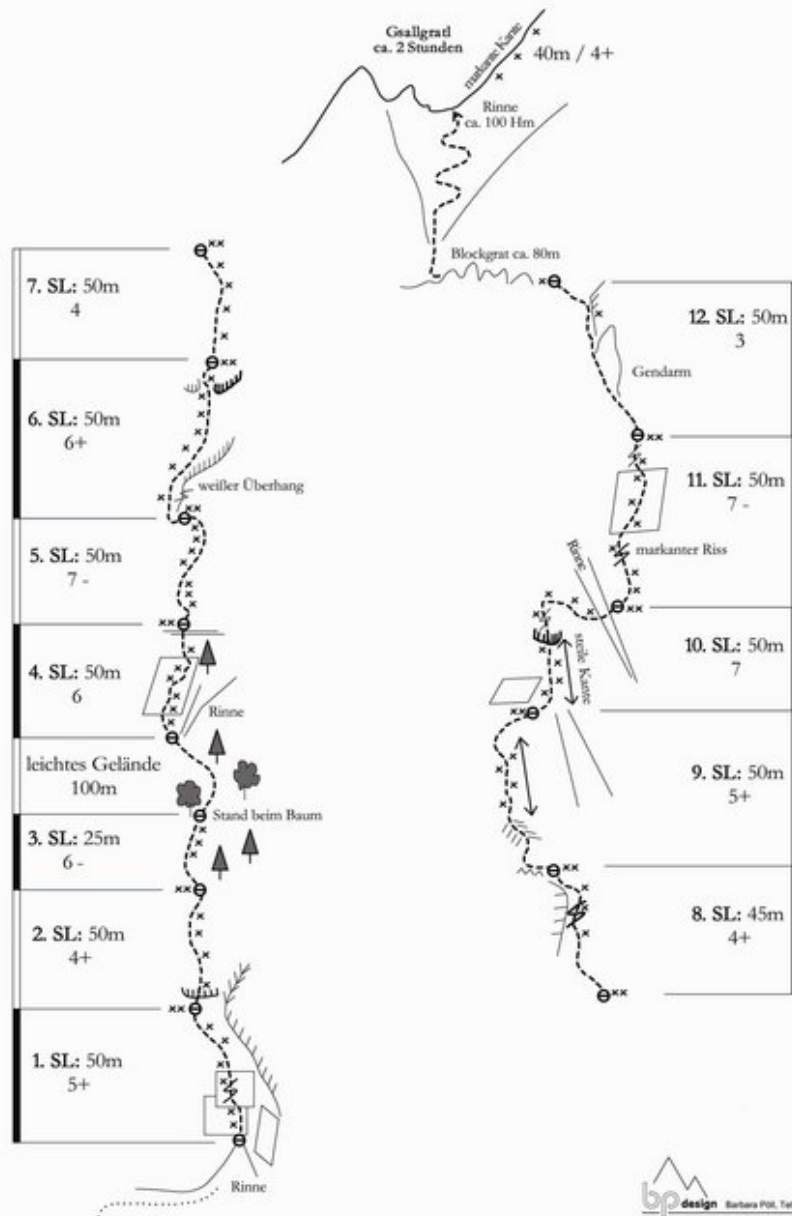 Gsallgratl
ca. 2 Stunden
markante Kante
40m / 4+
Rinne
ca. 100 Hm
Blockgrat ca. 80m
7. SL: 50m
4
6. SL: 50m
6+
weißer Überhang
5. SL: 50m
7 -
4. SL: 50m
6
Rinne
leichtes Gelände
100m
Stand beim Baum
3. SL: 25m
6 -
2. SL: 50m
4+
1. SL: 50m
5+
Rinne
12. SL: 50m
3
Gendarm
11. SL: 50m
7 -
markanter Riss
Rinne
10. SL: 50m
7
steile Kante
9. SL: 50m
5+
8. SL: 45m
4+
bp design Barbara Pöll, Tel